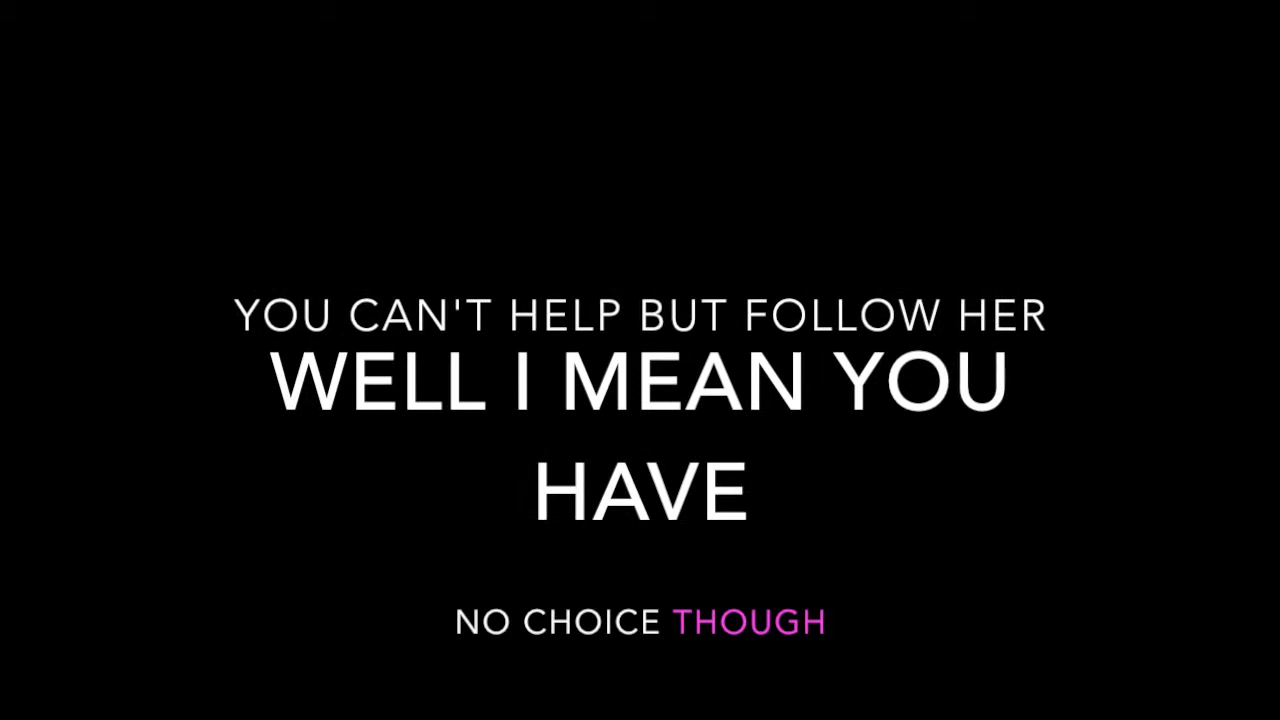 YOU CAN'T HELP BUT FOLLOW HER
WELL I MEAN YOU
HAVE
NO CHOICE THOUGH